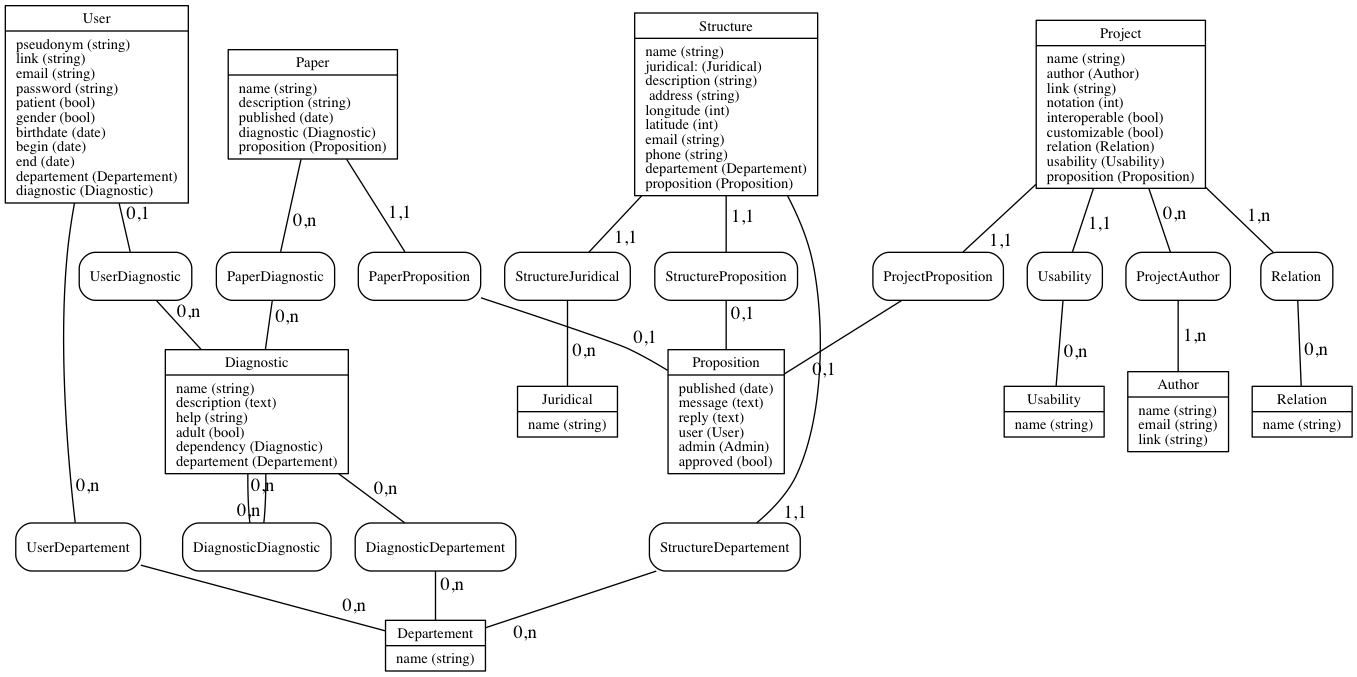 User
pseudonym (string)
link (string)
email (string)
password (string)
patient (bool)
gender (bool)
birthdate (date)
begin (date)
end (date)
departement (Departement)
diagnostic (Diagnostic)
Paper
name (string)
description (string)
published (date)
diagnostic (Diagnostic)
proposition (Proposition)
Structure
name (string)
juridical: (Juridical)
description (string)
address (string)
longitude (int)
latitude (int)
email (string)
phone (string)
departement (Departement)
proposition (Proposition)
Project
name (string)
author (Author)
link (string)
notation (int)
interoperable (bool)
customizable (bool)
relation (Relation)
usability (Usability)
proposition (Proposition)
0,1
0,n
1,1
1,1
1,1
1,1
1,1
0,n
1,n
UserDiagnostic
PaperDiagnostic
PaperProposition
StructureJuridical
StructureProposition
ProjectProposition
Usability
ProjectAuthor
Relation
0,n
0,n
0,1
0,n
0,1
0,1
0,n
1,n
0,n
Diagnostic
name (string)
description (text)
help (string)
adult (bool)
dependency (Diagnostic)
departement (Departement)
Juridical
name (string)
Proposition
published (date)
message (text)
reply (text)
user (User)
admin (Admin)
approved (bool)
Usability
name (string)
Author
name (string)
email (string)
link (string)
Relation
name (string)
0,n
0,n
0,n
0,n
1,1
UserDepartement
DiagnosticDiagnostic
DiagnosticDepartement
StructureDepartement
0,n
0,n
0,n
Departement
name (string)